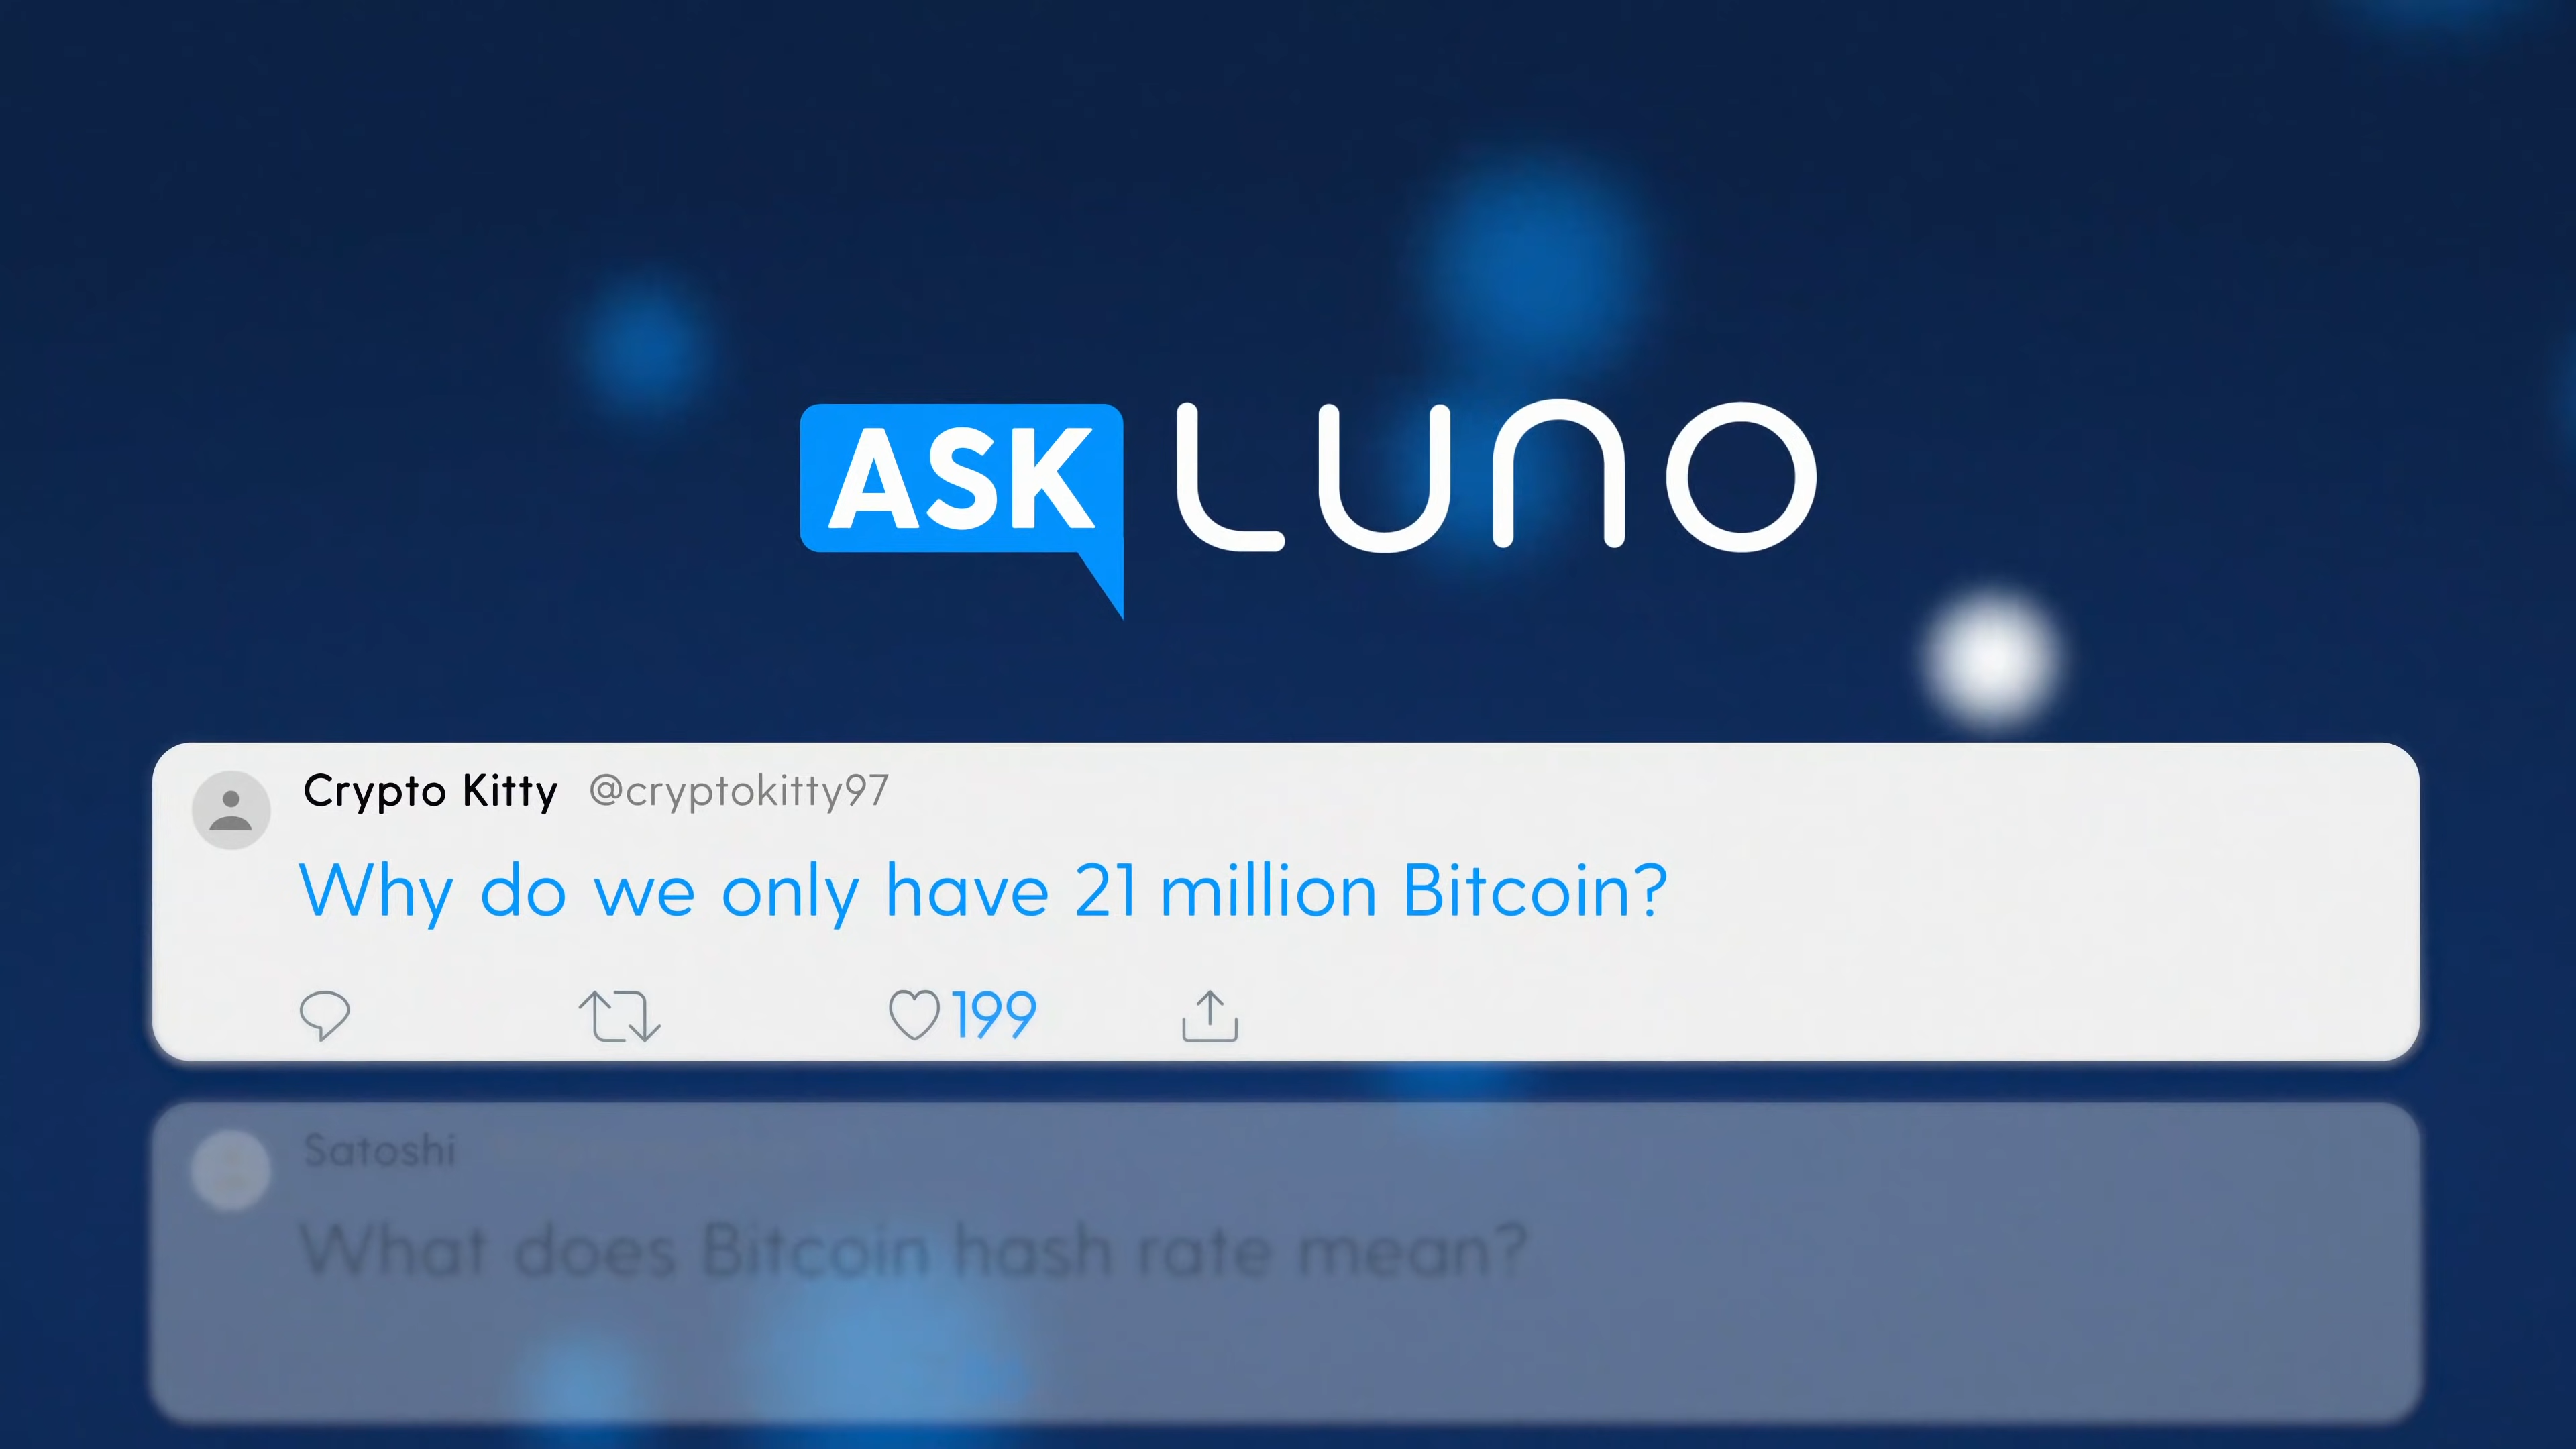 ASK LUNO
Crypto Kitty @cryptokitty97
Why do we only have 21 million Bitcoin?
199
Satoshi
What does Bitcoin hash rate mean?